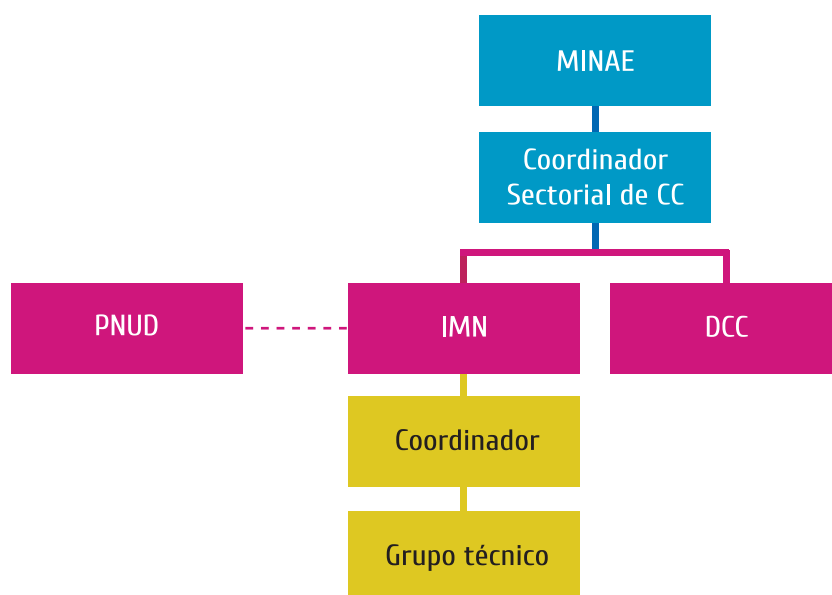 MINAE
Coordinador
Sectorial de CC
PNUD
IMN
DCC
Coordinador
Grupo técnico